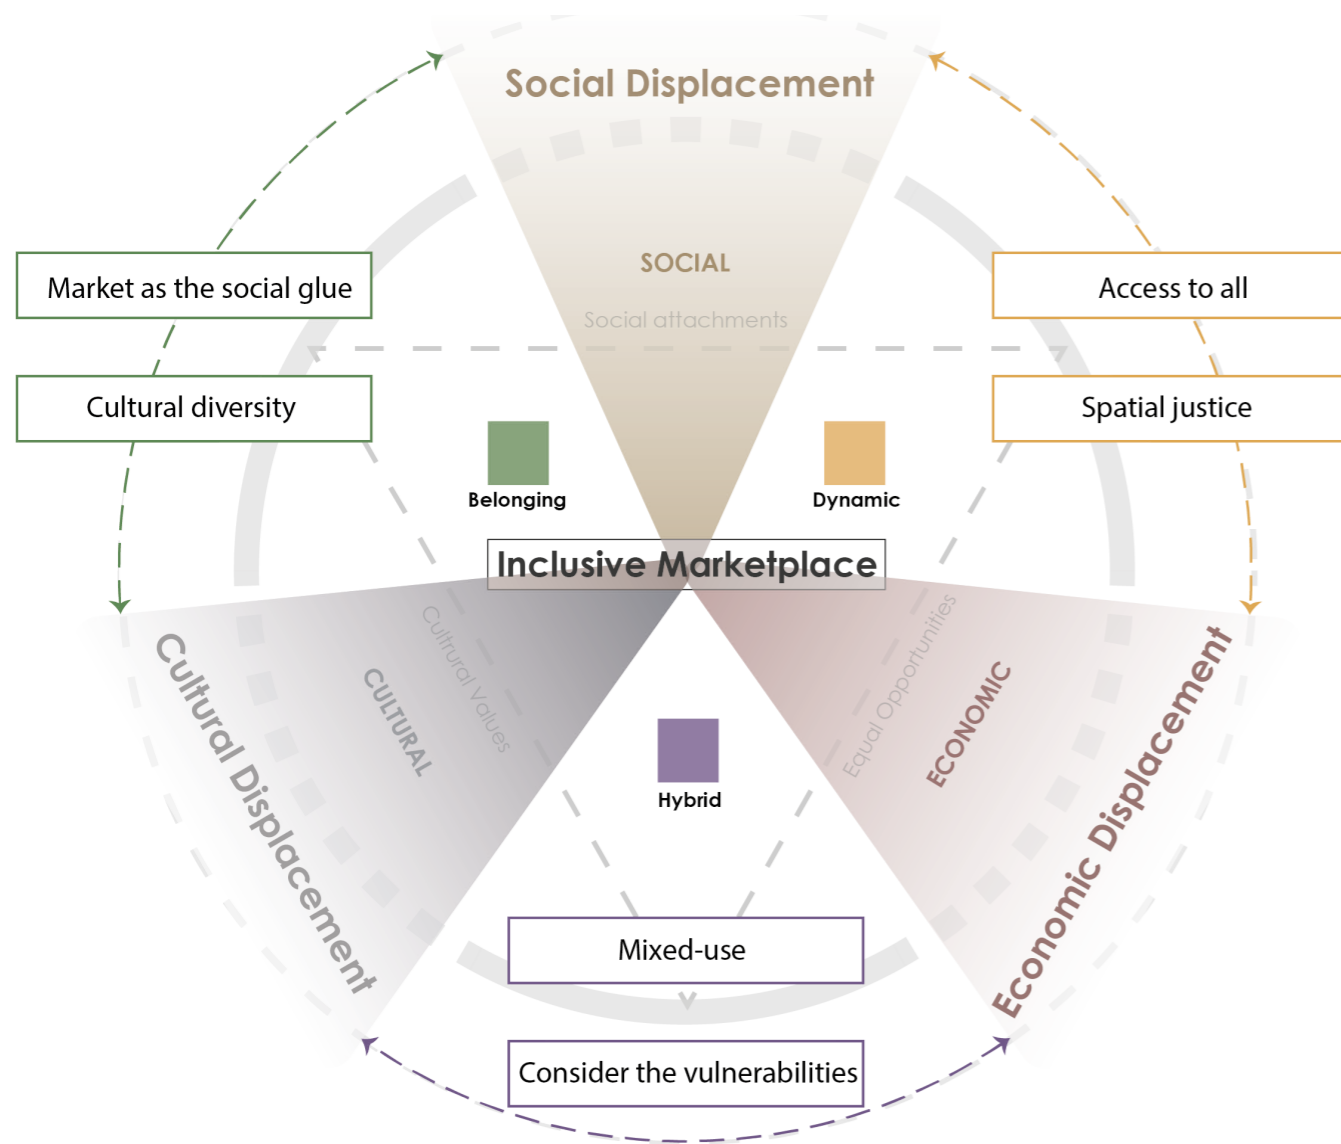 Social Displacement
SOCIAL
Social attachments
Market as the social glue
Access to all
Cultural diversity
Spatial justice
Belonging
Dynamic
Inclusive Marketplace
Cultrural Values
CULTURAL
Cultural Displacement
Equal Opportunities
ECONOMIC
Economic Displacement
Hybrid
Mixed-use
Consider the vulnerabilities